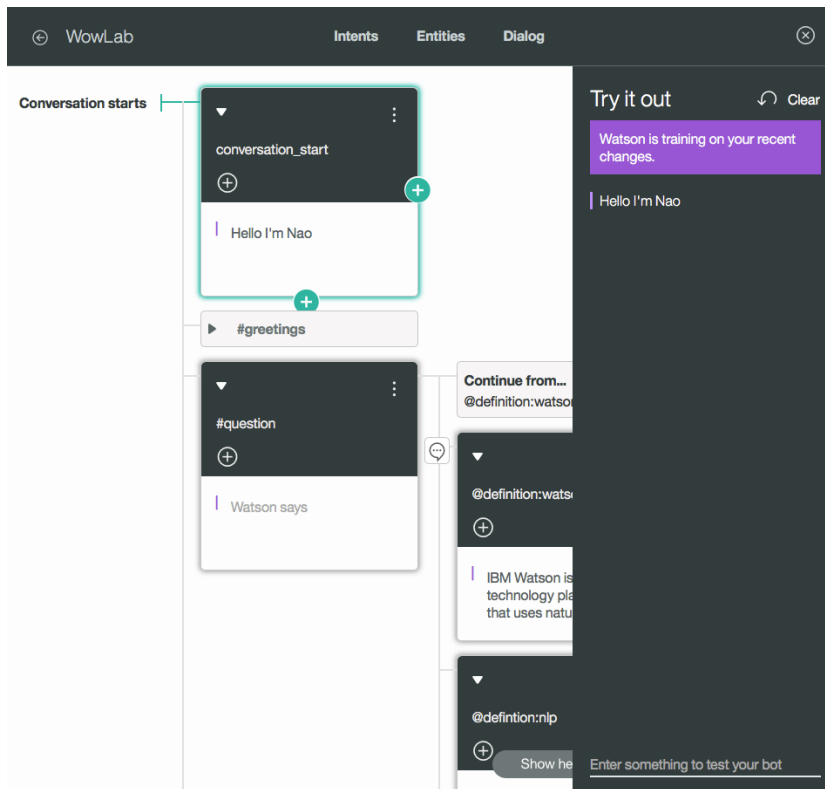 WowLab
Intents
Entities
Dialog
Conversation starts
conversation_start
Hello I'm Nao
#greetings
#question
Watson says
Continue from...
@definition:watson
@definition:watso
IBM Watson is
technology pla
that uses natu
@defintion:nlp
Show he
Try it out
Clear
Watson is training on your recent
changes.
Hello I'm Nao
Enter something to test your bot